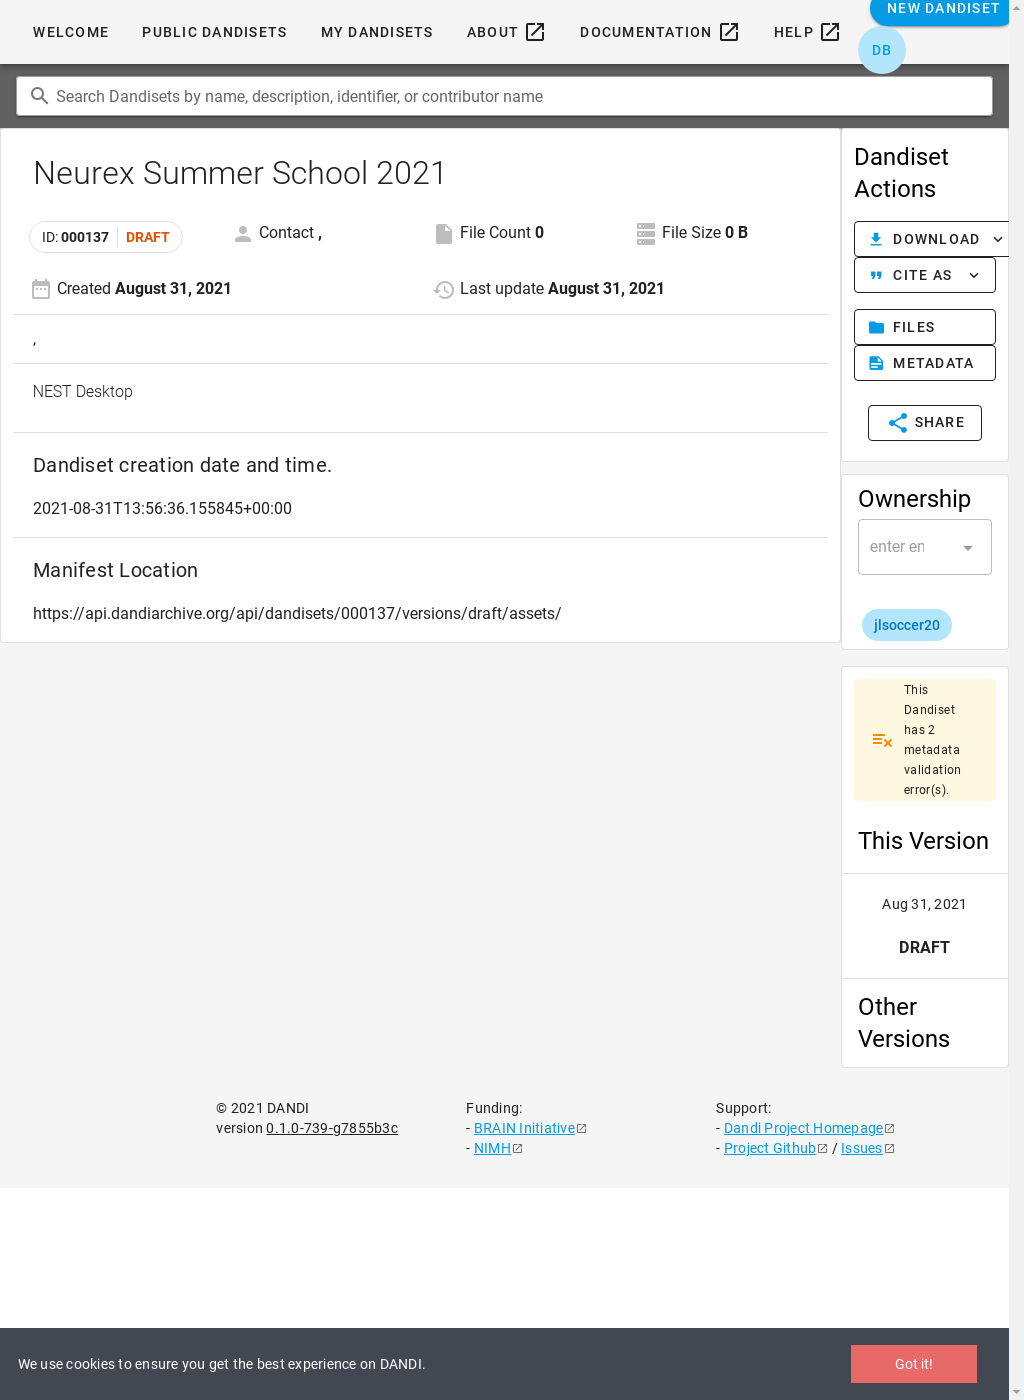 WELCOME PUBLIC DANDISETS MY DANDISETS ABOUT DOCUMENTATION HELP NEW DANDISET
DB
Search Dandisets by name, description, identifier, or contributor name
Neurex Summer School 2021
ID: 000137 DRAFT Contact , File Count 0 File Size 0 B
Created August 31, 2021 Last update August 31, 2021
,
NEST Desktop
Dandiset creation date and time.
2021-08-31T13:56:36.155845+00:00
Manifest Location
https://api.dandiarchive.org/api/dandisets/000137/versions/draft/assets/
Dandiset
Actions
DOWNLOAD
CITE AS
FILES
METADATA
SHARE
Ownership
enter en
jlsoccer20
This
Dandiset
has 2
metadata
validation
error(s).
This Version
Aug 31, 2021
DRAFT
Other
Versions
© 2021 DANDI
version 0.1.0-739-g7855b3c
Funding:
- BRAIN Initiative
- NIMH
Support:
- Dandi Project Homepage
- Project Github / Issues
We use cookies to ensure you get the best experience on DANDI.
Got it!